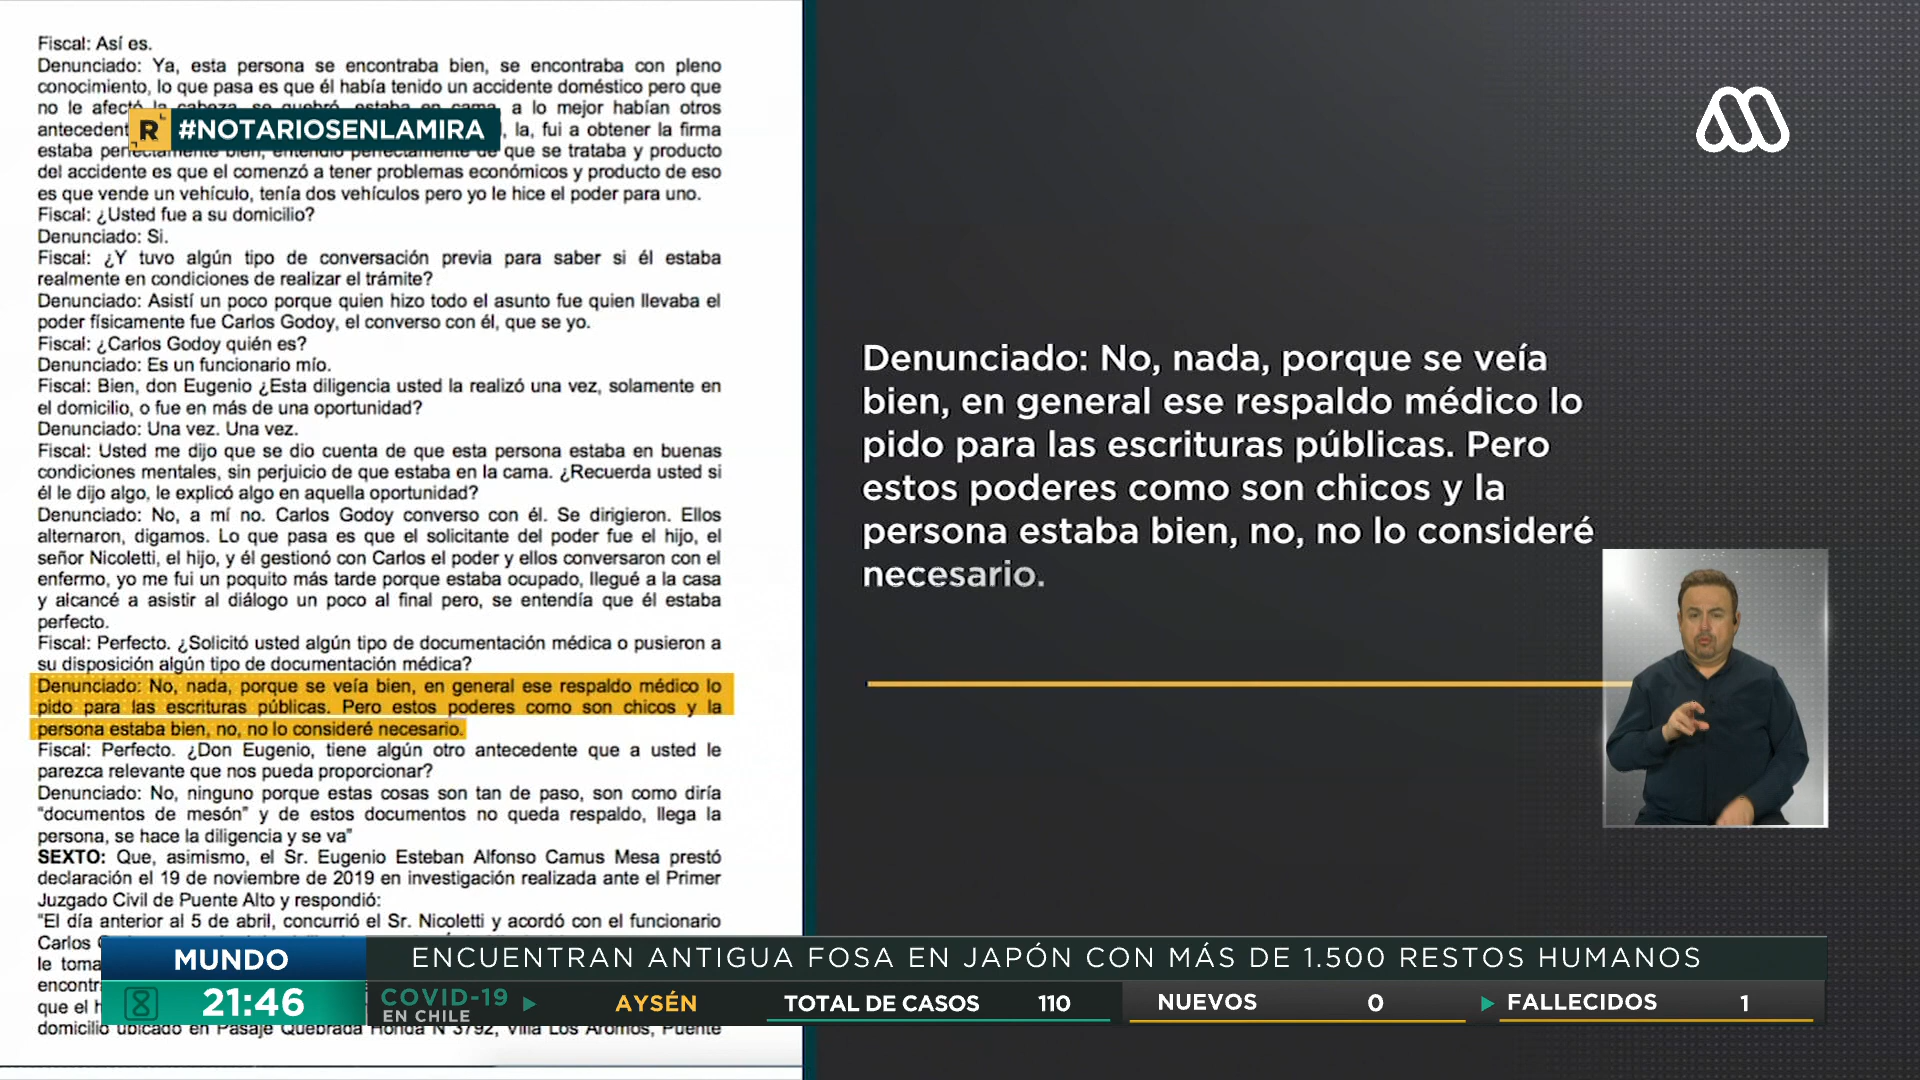 Fiscal: Así es.
Denunciado: Ya, esta persona se encontraba bien, se encontraba con pleno
conocimiento, lo que pasa es que él había tenido un accidente doméstico pero que
no le afectó la cabeza, se quebró, estaba en cama, a lo mejor habían otros
antecedent , la, fui a obtener la firma
R #NOTARIOSENLAMIRA
estaba perfectamente bien, entendió perfectamente de que se trataba y producto
del accidente es que el comenzó a tener problemas económicos y producto de eso
es que vende un vehículo, tenía dos vehículos pero yo le hice el poder para uno.
Fiscal: ¿Usted fue a su domicilio?
Denunciado: Si.
Fiscal: ¿Y tuvo algún tipo de conversación previa para saber si él estaba
realmente en condiciones de realizar el trámite?
Denunciado: Asistí un poco porque quien hizo todo el asunto fue quien llevaba el
poder físicamente fue Carlos Godoy, el converso con él, que se yo.
Fiscal: ¿Carlos Godoy quién es?
Denunciado: Es un funcionario mío.
Fiscal: Bien, don Eugenio ¿Esta diligencia usted la realizó una vez, solamente en
el domicilio, o fue en más de una oportunidad?
Denunciado: Una vez. Una vez.
Fiscal: Usted me dijo que se dio cuenta de que esta persona estaba en buenas
condiciones mentales, sin perjuicio de que estaba en la cama. ¿Recuerda usted si
él le dijo algo, le explicó algo en aquella oportunidad?
Denunciado: No, a mí no. Carlos Godoy converso con él. Se dirigieron. Ellos
alternaron, digamos. Lo que pasa es que el solicitante del poder fue el hijo, el
señor Nicoletti, el hijo, y él gestionó con Carlos el poder y ellos conversaron con el
enfermo, yo me fui un poquito más tarde porque estaba ocupado, llegué a la casa
y alcancé a asistir al diálogo un poco al final pero, se entendía que él estaba
perfecto.
Fiscal: Perfecto. ¿Solicitó usted algún tipo de documentación médica o pusieron a
su disposición algún tipo de documentación médica?
Denunciado: No, nada, porque se veía bien, en general ese respaldo médico lo
pido para las escrituras públicas. Pero estos poderes como son chicos y la
persona estaba bien, no, no lo consideré necesario.
Fiscal: Perfecto. ¿Don Eugenio, tiene algún otro antecedente que a usted le
parezca relevante que nos pueda proporcionar?
Denunciado: No, ninguno porque estas cosas son tan de paso, son como diría
“documentos de mesón” y de estos documentos no queda respaldo, llega la
persona, se hace la diligencia y se va”
SEXTO: Que, asimismo, el Sr. Eugenio Esteban Alfonso Camus Mesa prestó
declaración el 19 de noviembre de 2019 en investigación realizada ante el Primer
Juzgado Civil de Puente Alto y respondió:
“El día anterior al 5 de abril, concurrió el Sr. Nicoletti y acordó con el funcionario
Carlos
le toma
encontr
que el h
domicilio ubicado en Pasaje Quebrada Honda N 3792, Villa Los Aromos, Puente
Denunciado: No, nada, porque se veía
bien, en general ese respaldo médico lo
pido para las escrituras públicas. Pero
estos poderes como son chicos y la
persona estaba bien, no, no lo consideré
necesario.
MUNDO
ENCUENTRAN ANTIGUA FOSA EN JAPÓN CON MÁS DE 1.500 RESTOS HUMANOS
21:46
COVID-19
EN CHILE
AYSÉN TOTAL DE CASOS 110 NUEVOS 0 FALLECIDOS 1